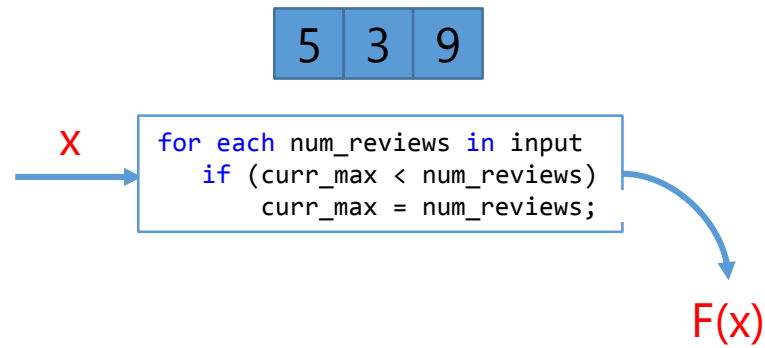 5 3 9
x
for each num_reviews in input
if (curr_max < num_reviews)
curr_max = num_reviews;
F(x)